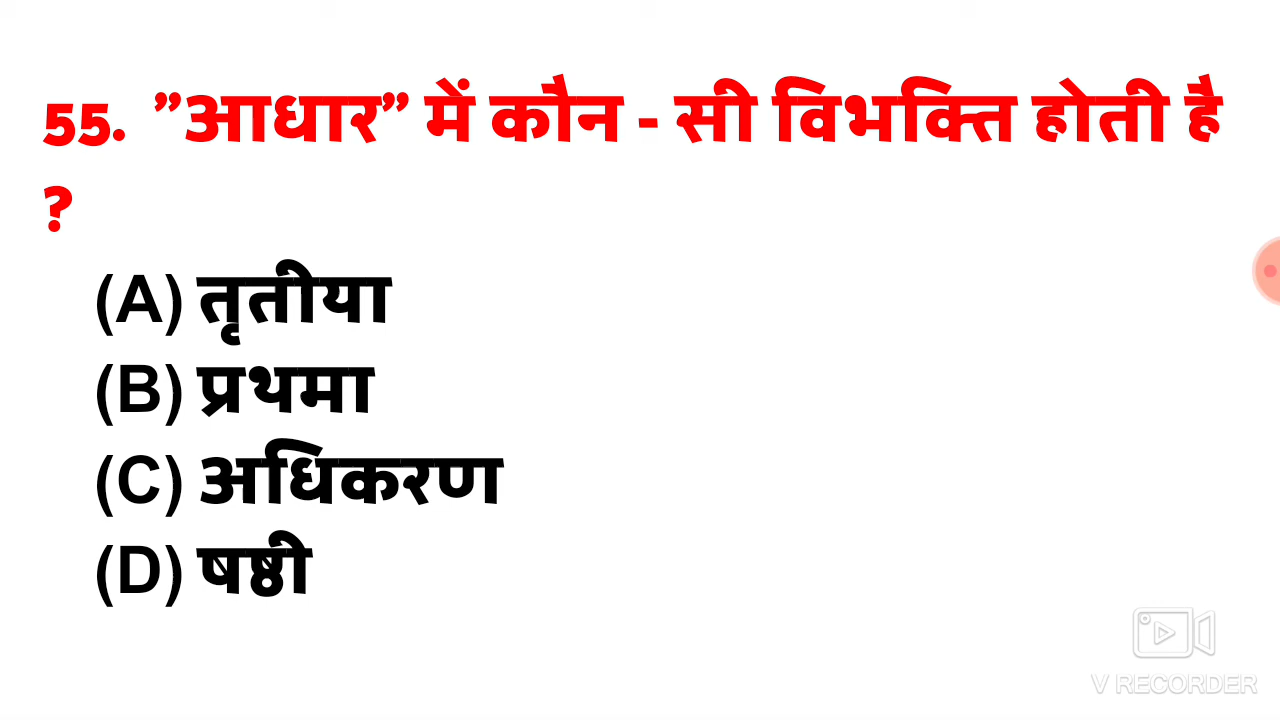 55. ”आधार” में कौन - सी विभक्ति होती है
?
(A) तृतीया
(B) प्रथमा
(C) अधिकरण
(D) षष्ठी
V RECORDER